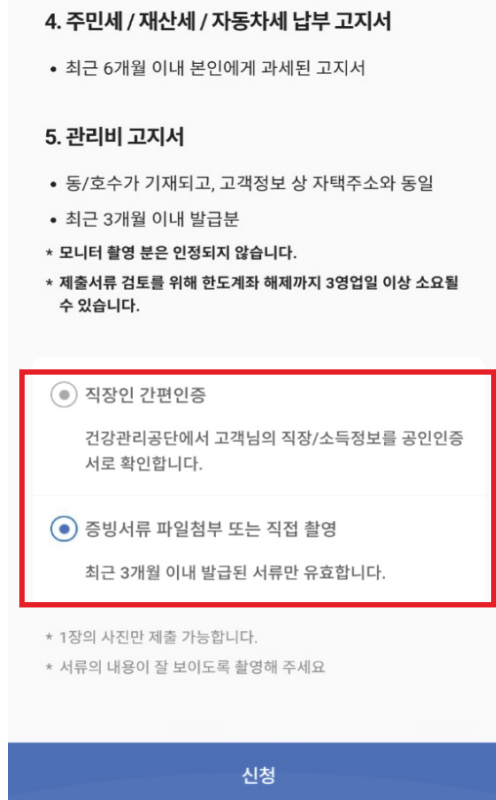 4. 주민세 / 재산세 / 자동차세 납부 고지서
• 최근 6개월 이내 본인에게 과세된 고지서
5. 관리비 고지서
• 동/호수가 기재되고, 고객정보 상 자택주소와 동일
• 최근 3개월 이내 발급분
* 모니터 촬영 분은 인정되지 않습니다.
* 제출서류 검토를 위해 한도계좌 해제까지 3영업일 이상 소요될
수 있습니다.
직장인 간편인증
건강관리공단에서 고객님의 직장/소득정보를 공인인증
서로 확인합니다.
증빙서류 파일첨부 또는 직접 촬영
최근 3개월 이내 발급된 서류만 유효합니다.
* 1장의 사진만 제출 가능합니다.
* 서류의 내용이 잘 보이도록 촬영해 주세요
신청